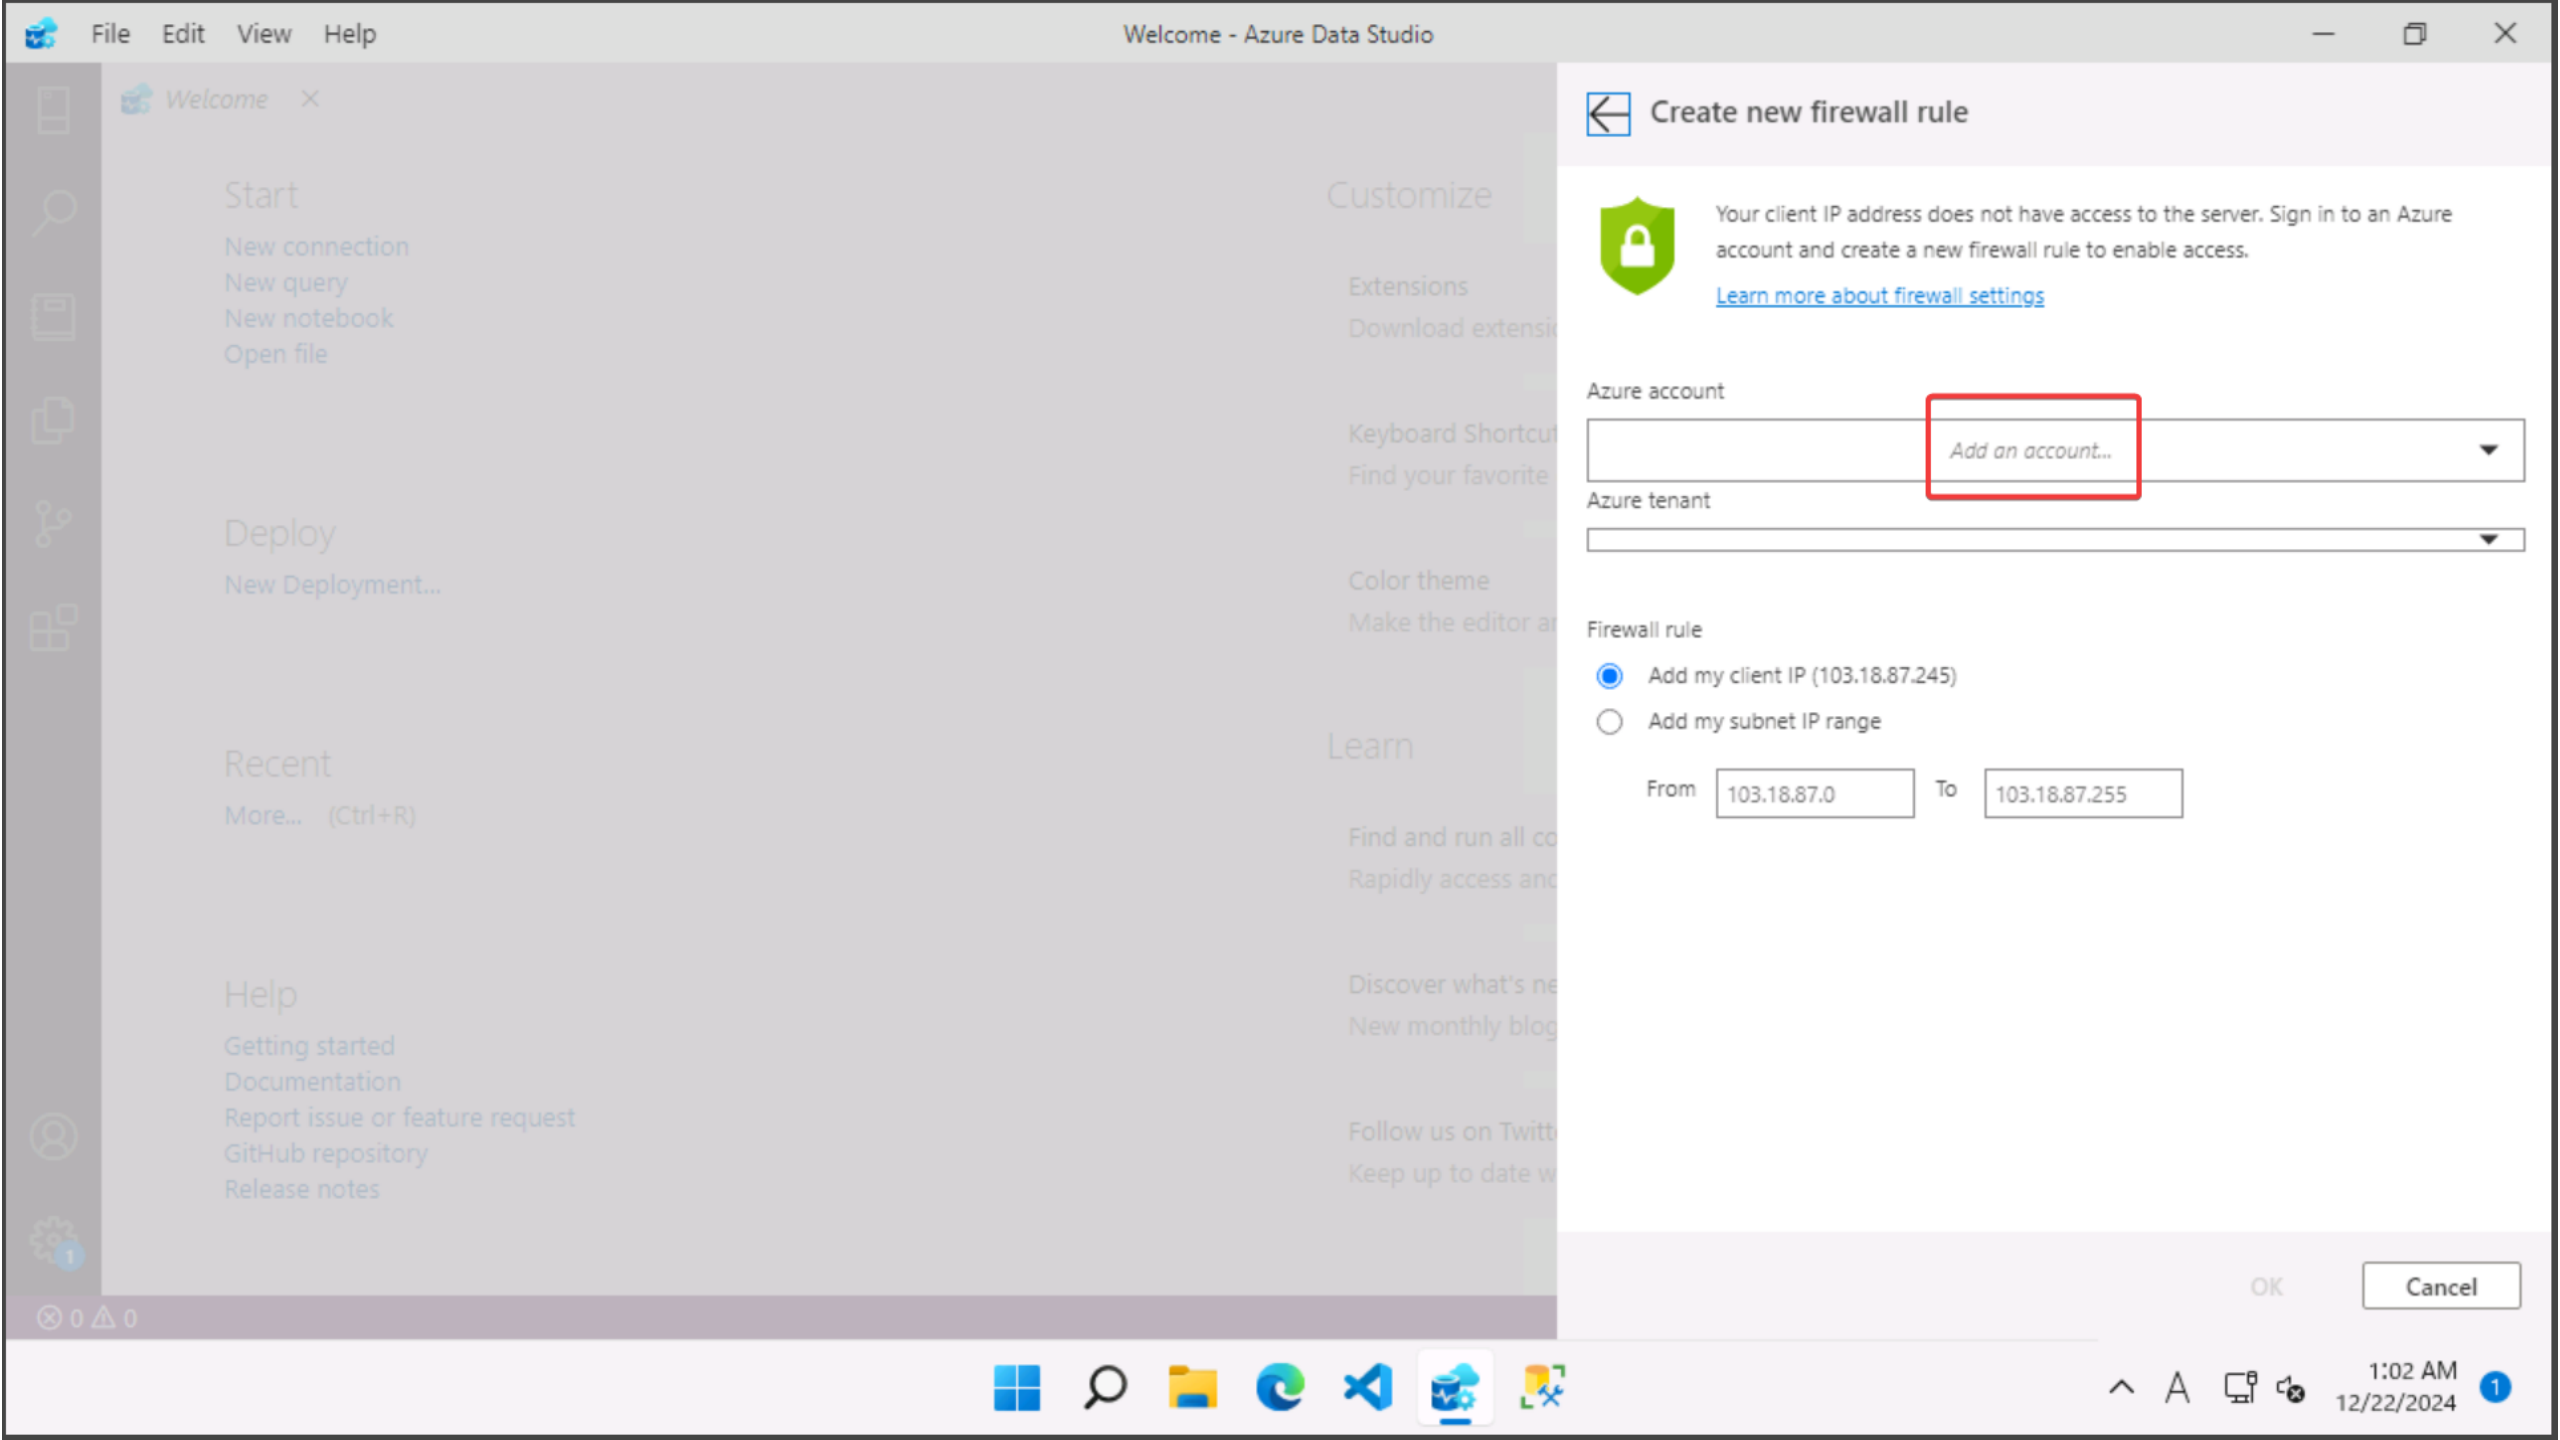 File Edit View Help
Welcome - Azure Data Studio
Welcome
Start
New connection
New query
New notebook
Open file
Deploy
New Deployment...
Recent
More... (Ctrl+R)
Help
Getting started
Documentation
Report issue or feature request
GitHub repository
Release notes
Customize
Extensions
Download extensio
Keyboard Shortcut
Find your favorite
Color theme
Make the editor an
Learn
Find and run all co
Rapidly access and
Discover what's ne
New monthly blog
Follow us on Twitte
Keep up to date w
Create new firewall rule
Your client IP address does not have access to the server. Sign in to an Azure
account and create a new firewall rule to enable access.
Learn more about firewall settings
Azure account
Add an account...
Azure tenant
Firewall rule
Add my client IP (103.18.87.245)
Add my subnet IP range
From 103.18.87.0 To 103.18.87.255
OK Cancel
0 0
1
A
1:02 AM
12/22/2024
1